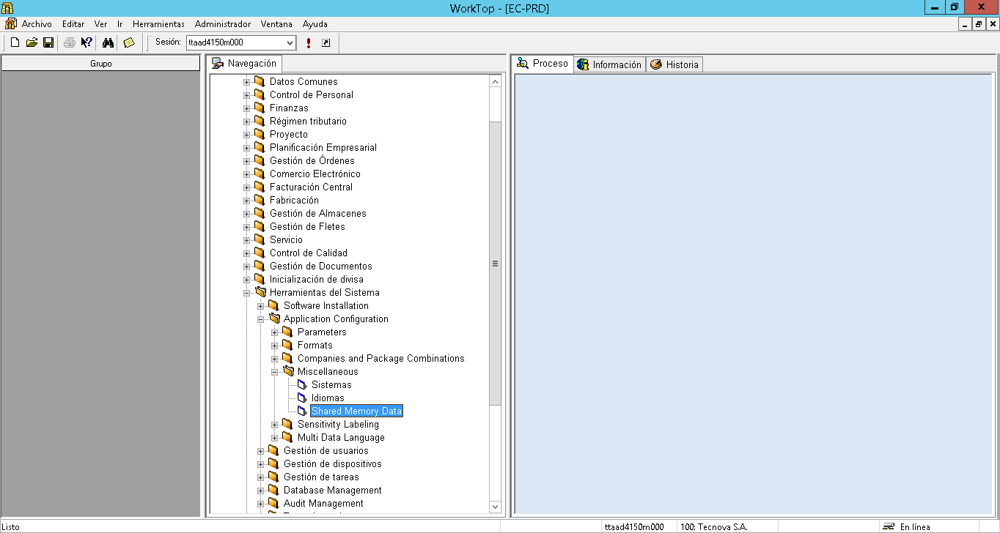 WorkTop - [EC-PRD]
Archivo Editar Ver Ir Herramientas Administrador Ventana Ayuda
Sesión: ttaad4150m000
Grupo
Navegación
Datos Comunes
Control de Personal
Finanzas
Régimen tributario
Proyecto
Planificación Empresarial
Gestión de Órdenes
Comercio Electrónico
Facturación Central
Fabricación
Gestión de Almacenes
Gestión de Fletes
Servicio
Control de Calidad
Gestión de Documentos
Inicialización de divisa
Herramientas del Sistema
Software Installation
Application Configuration
Parameters
Formats
Companies and Package Combinations
Miscellaneous
Sistemas
Idiomas
Shared Memory Data
Sensitivity Labeling
Multi Data Language
Gestión de usuarios
Gestión de dispositivos
Gestión de tareas
Database Management
Audit Management
Proceso Información Historia
Listo ttaad4150m000 100: Tecnova S.A. En línea